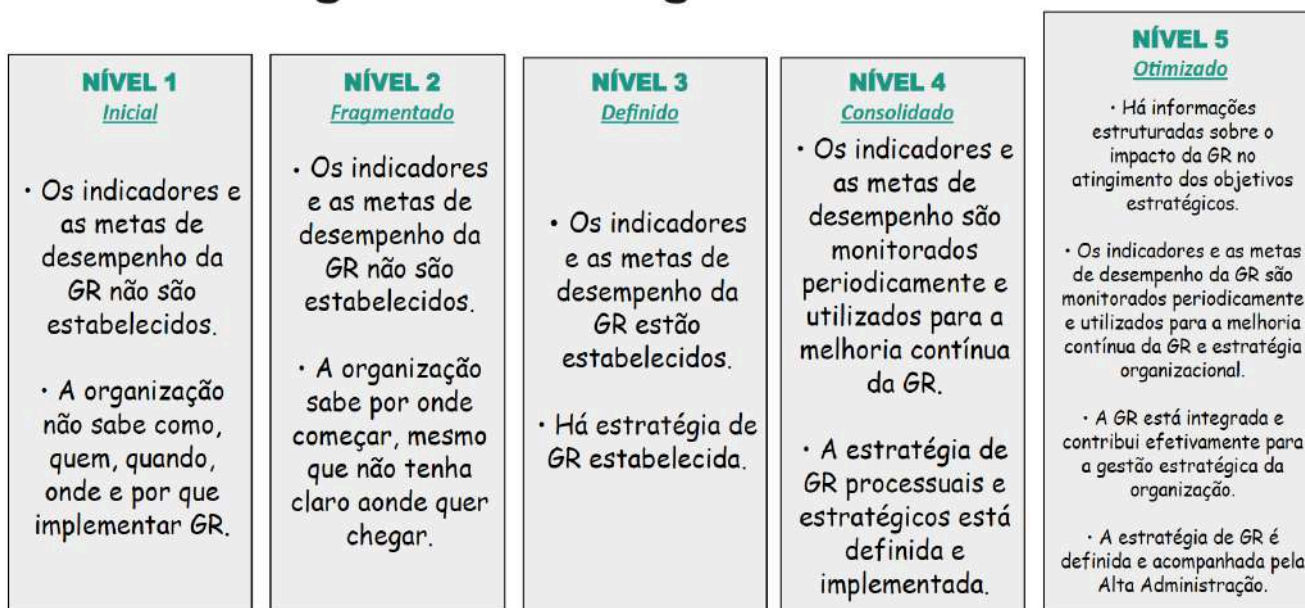 NÍVEL 1
Inicial
• Os indicadores e
as metas de
desempenho da
GR não são
estabelecidos.
• A organização
não sabe como,
quem, quando,
onde e por que
implementar GR.
NÍVEL 2
Fragmentado
• Os indicadores
e as metas de
desempenho da
GR não são
estabelecidos.
• A organização
sabe por onde
começar, mesmo
que não tenha
claro aonde quer
chegar.
NÍVEL 3
Definido
• Os indicadores
e as metas de
desempenho da
GR estão
estabelecidos.
• Há estratégia de
GR estabelecida.
NÍVEL 4
Consolidado
• Os indicadores e
as metas de
desempenho são
monitorados
periodicamente e
utilizados para a
melhoria contínua
da GR.
• A estratégia de
GR processuais e
estratégicos está
definida e
implementada.
NÍVEL 5
Otimizado
• Há informações
estruturadas sobre o
impacto da GR no
atingimento dos objetivos
estratégicos.
• Os indicadores e as metas
de desempenho da GR são
monitorados periodicamente
e utilizados para a melhoria
contínua da GR e estratégia
organizacional.
• A GR está integrada e
contribui efetivamente para
a gestão estratégica da
organização.
• A estratégia de GR é
definida e acompanhada pela
Alta Administração.